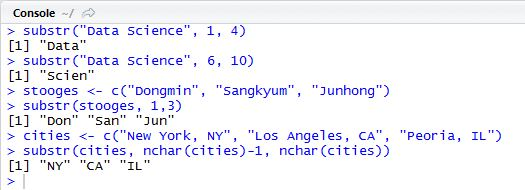 Console ~/
> substr("Data Science", 1, 4)
[1] "Data"
> substr("Data Science", 6, 10)
[1] "Scien"
> stooges <- c("Dongmin", "Sangkyum", "Junhong")
> substr(stooges, 1,3)
[1] "Don" "San" "Jun"
> cities <- c("New York, NY", "Los Angeles, CA", "Peoria, IL")
> substr(cities, nchar(cities)-1, nchar(cities))
[1] "NY" "CA" "IL"
>